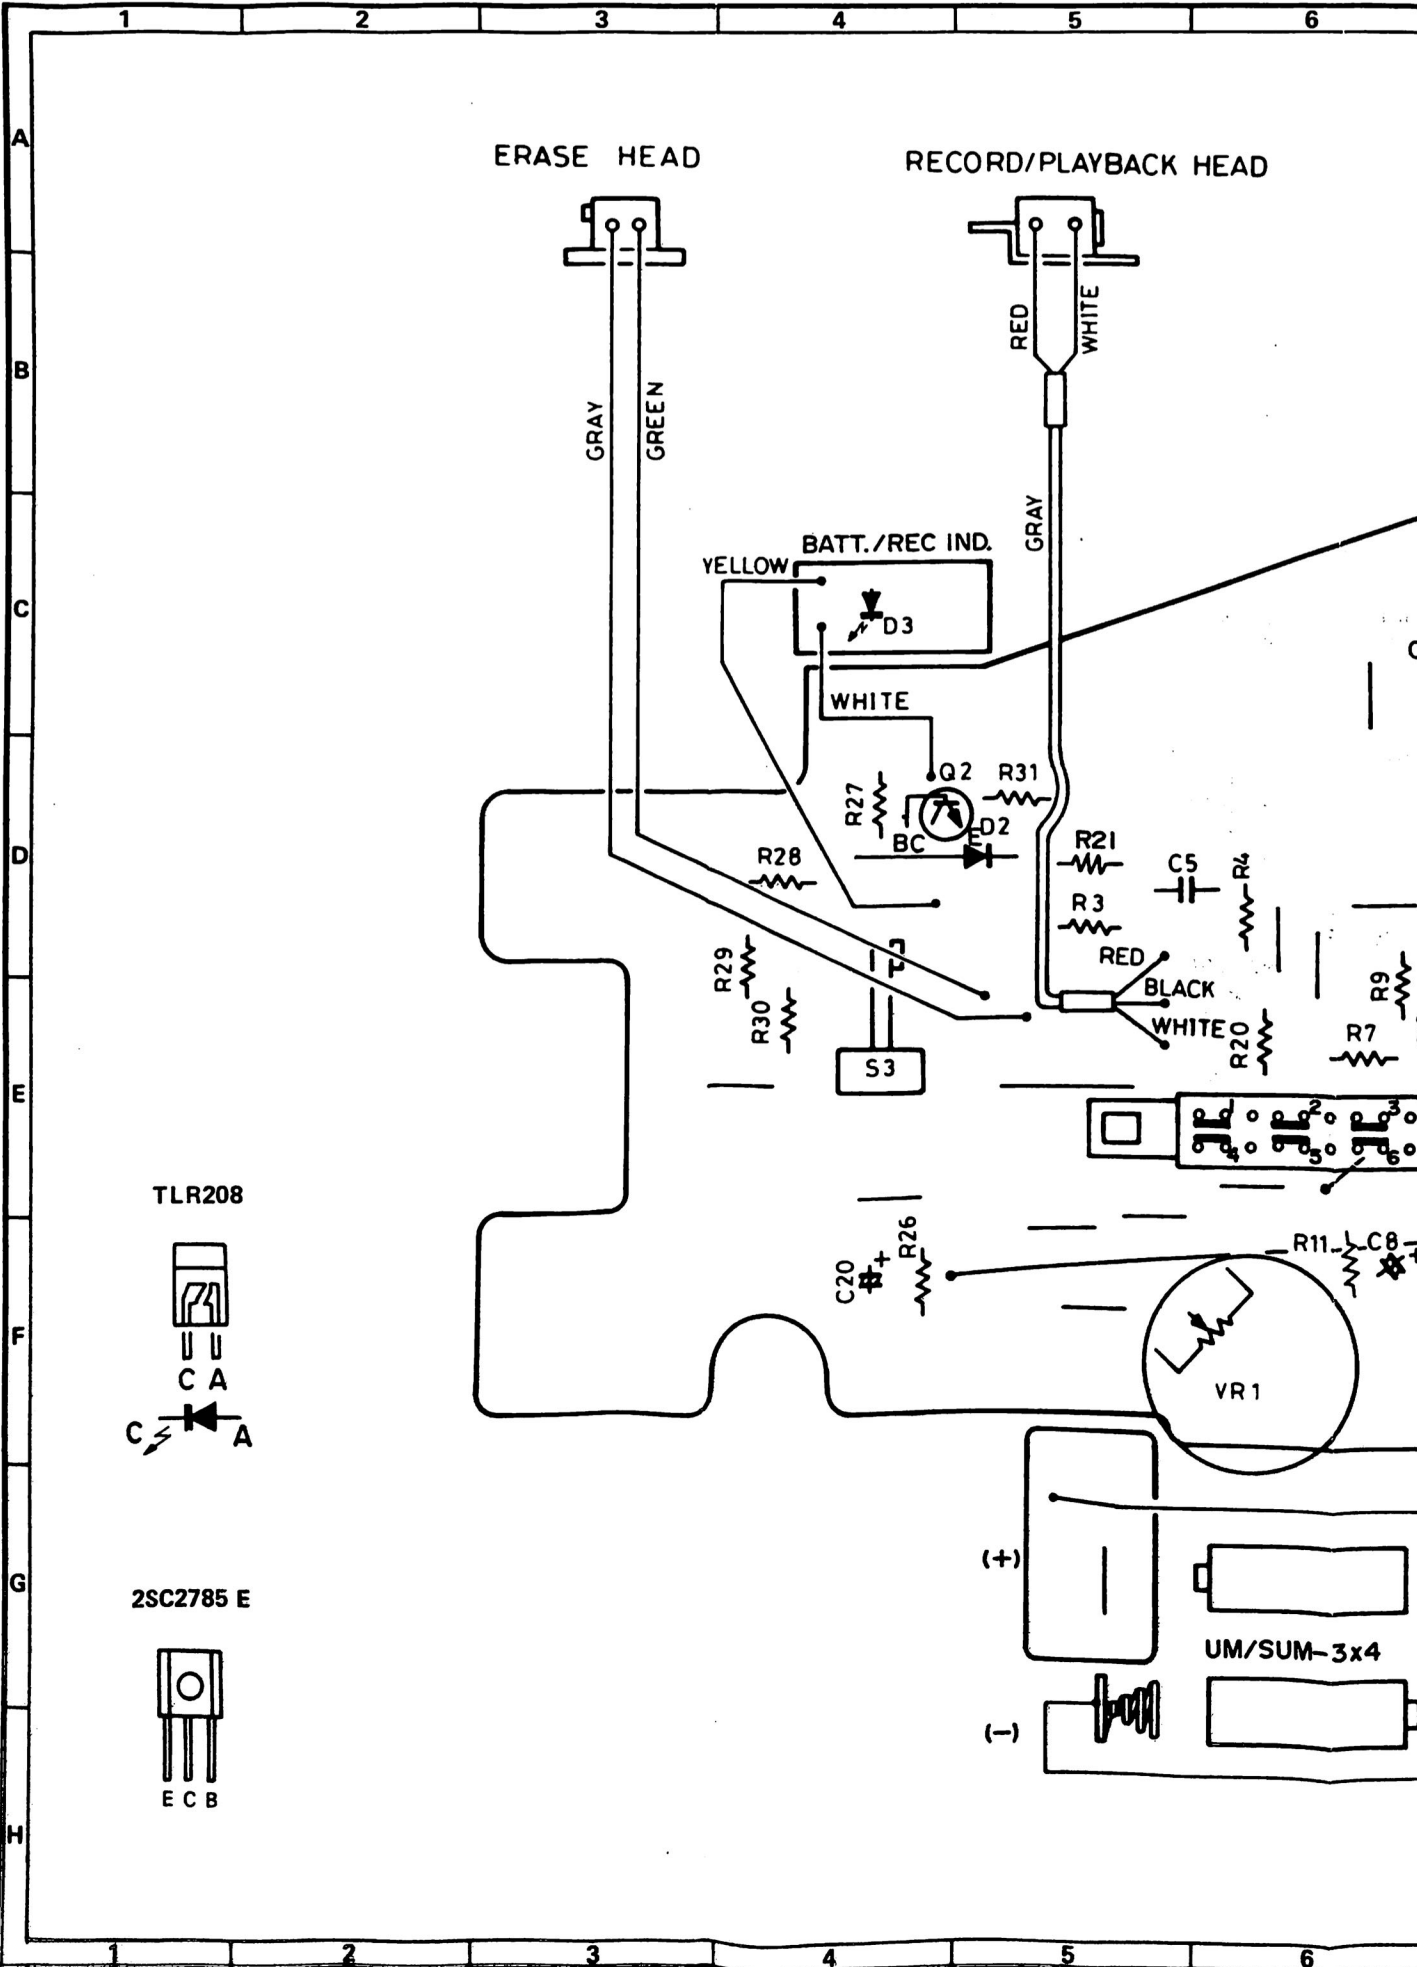 1 2 3 4 5 6
A
ERASE HEAD
RECORD/PLAYBACK HEAD
RED
WHITE
B
GRAY
GREEN
GRAY
BATT./REC IND.
YELLOW
C
D3
WHITE
Q2
R31
R27
BC
E
D2
D
R28
R21
C5
R4
R3
R29
RED
BLACK
R9
R30
WHITE
R20
R7
S3
E
1 2 3
4 5 6
TLR208
R26
R11
C8
+
C20
+
F
C A
VR1
C
A
(+)
G
2SC2785 E
UM/SUM-3x4
(-)
E C B
H
1 2 3 4 5 6